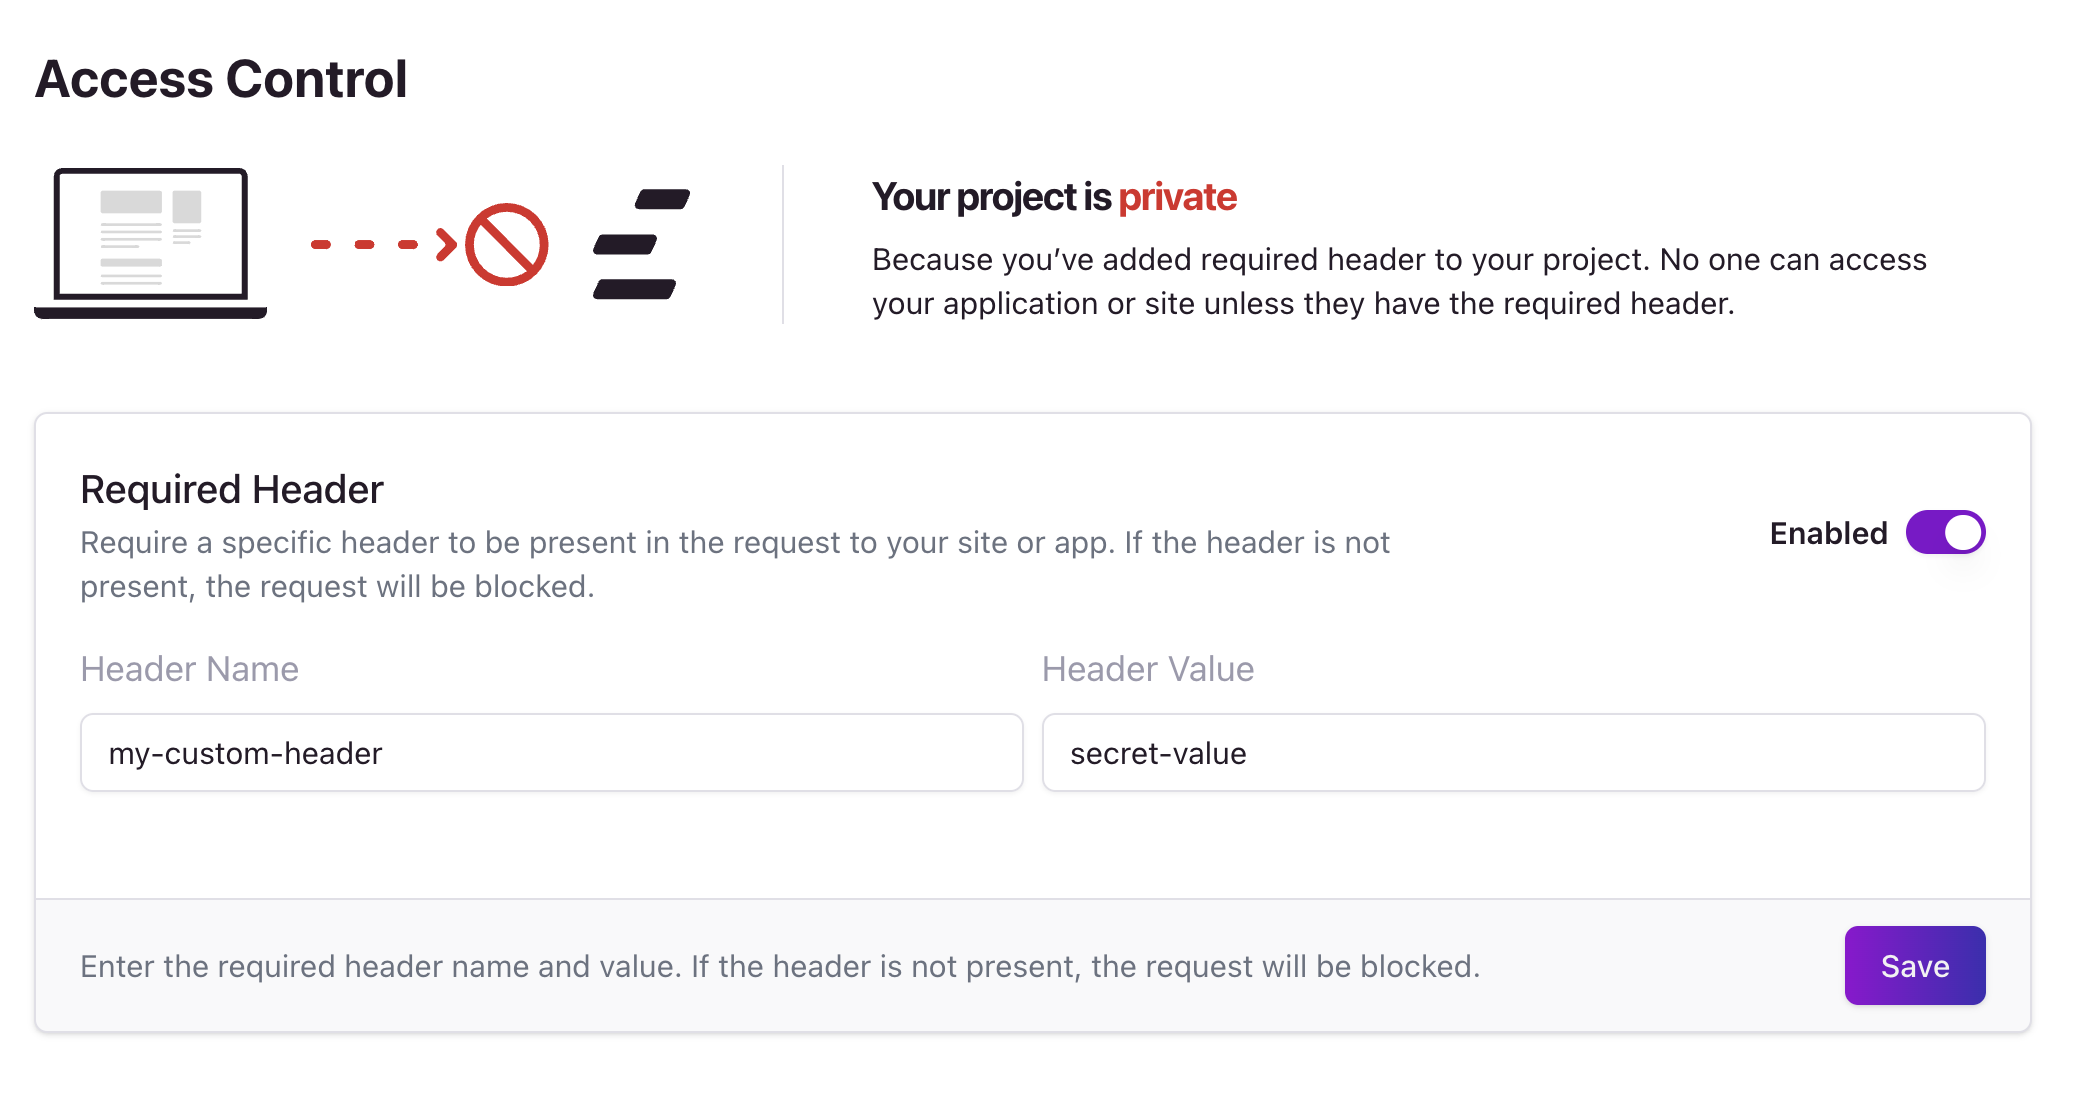 Access Control
Your project is private
Because you’ve added required header to your project. No one can access
your application or site unless they have the required header.
Required Header
Require a specific header to be present in the request to your site or app. If the header is not
present, the request will be blocked.
Enabled
Header Name
Header Value
my-custom-header
secret-value
Enter the required header name and value. If the header is not present, the request will be blocked.
Save